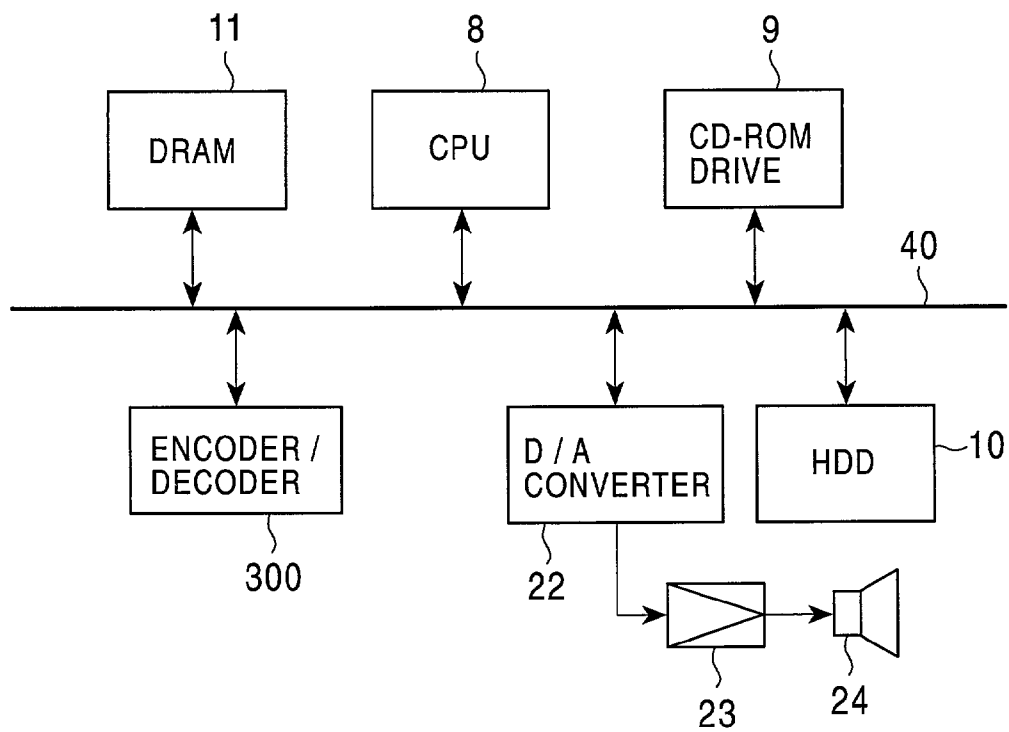 11
8
9
DRAM
CPU
CD-ROM
DRIVE
40
ENCODER /
DECODER
D / A
CONVERTER
HDD
10
300
22
23
24